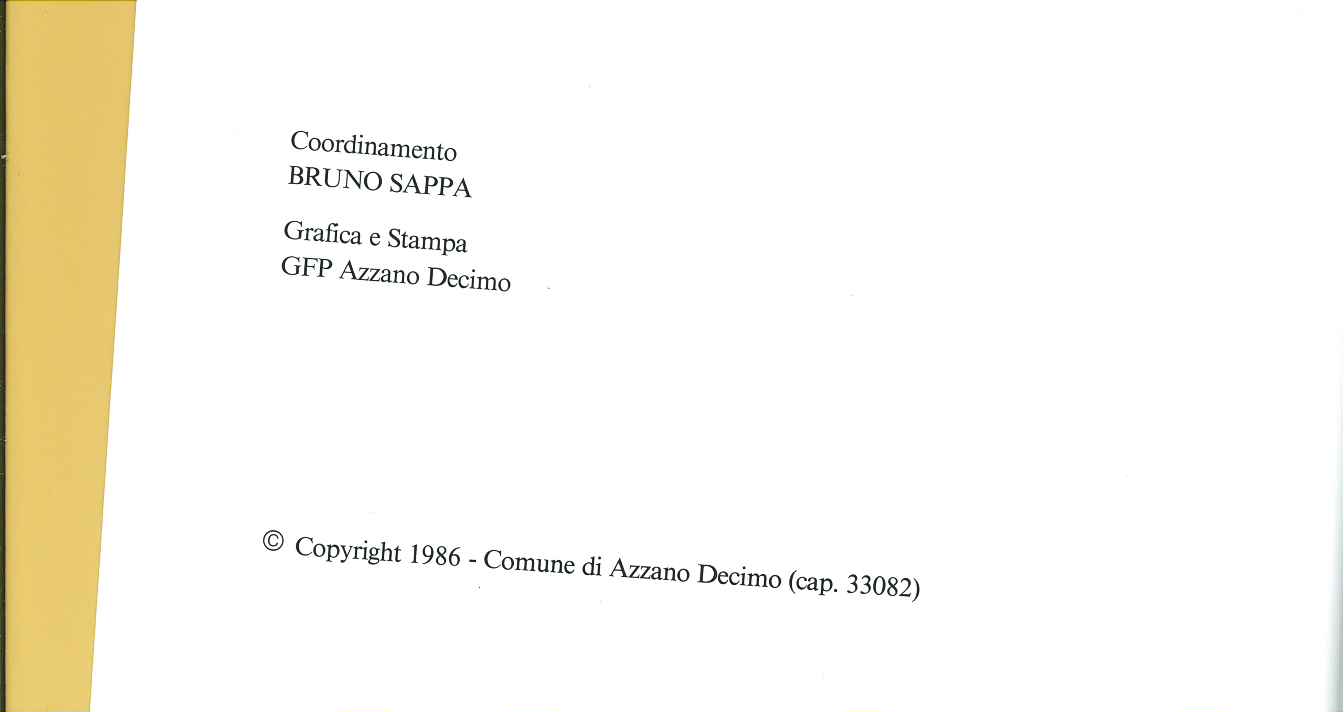 Coordinamento
BRUNO SAPPA
Grafica e Stampa
GFP Azzano Decimo
© Copyright 1986 - Comune di Azzano Decimo (cap. 33082)